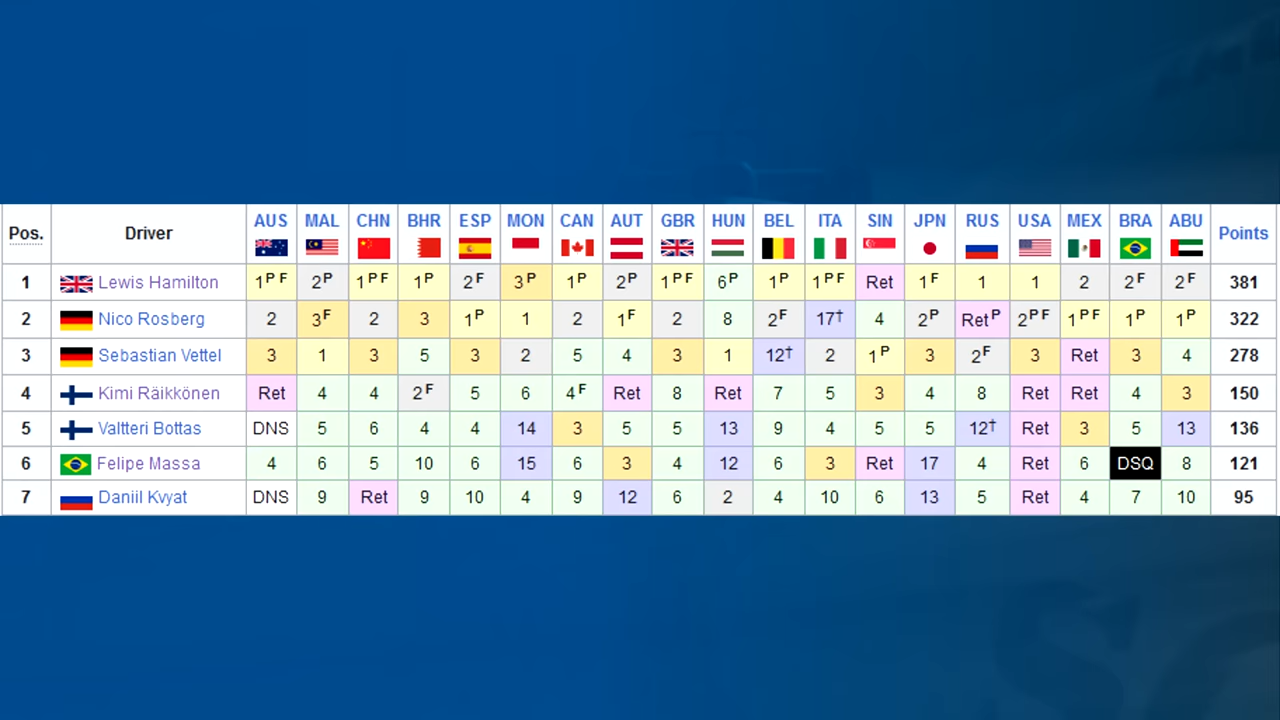 Pos. Driver AUS MAL CHN BHR ESP MON CAN AUT GBR HUN BEL ITA SIN JPN RUS USA MEX BRA ABU Points
1 Lewis Hamilton 1P F 2P 1P F 1P 2F 3P 1P 2P 1P F 6P 1P 1P F Ret 1F 1 1 2 2F 2F 381
2 Nico Rosberg 2 3F 2 3 1P 1 2 1F 2 8 2F 17† 4 2P RetP 2P F 1P F 1P 1P 322
3 Sebastian Vettel 3 1 3 5 3 2 5 4 3 1 12† 2 1P 3 2F 3 Ret 3 4 278
4 Kimi Räikkönen Ret 4 4 2F 5 6 4F Ret 8 Ret 7 5 3 4 8 Ret Ret 4 3 150
5 Valtteri Bottas DNS 5 6 4 4 14 3 5 5 13 9 4 5 5 12† Ret 3 5 13 136
6 Felipe Massa 4 6 5 10 6 15 6 3 4 12 6 3 Ret 17 4 Ret 6 DSQ 8 121
7 Daniil Kvyat DNS 9 Ret 9 10 4 9 12 6 2 4 10 6 13 5 Ret 4 7 10 95